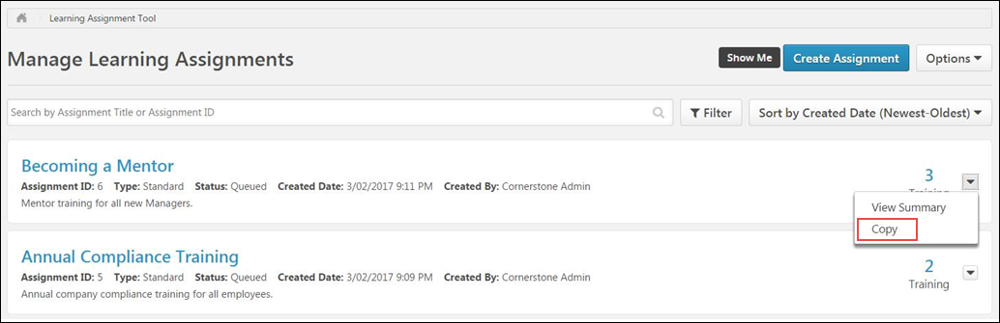 Learning Assignment Tool
Manage Learning Assignments
Show Me
Create Assignment
Options
Search by Assignment Title or Assignment ID
Filter
Sort by Created Date (Newest-Oldest)
Becoming a Mentor
3
Assignment ID: 6 Type: Standard Status: Queued Created Date: 3/02/2017 9:11 PM Created By: Cornerstone Admin
Training
Mentor training for all new Managers.
View Summary
Copy
Annual Compliance Training
2
Assignment ID: 5 Type: Standard Status: Queued Created Date: 3/02/2017 9:09 PM Created By: Cornerstone Admin
Training
Annual company compliance training for all employees.